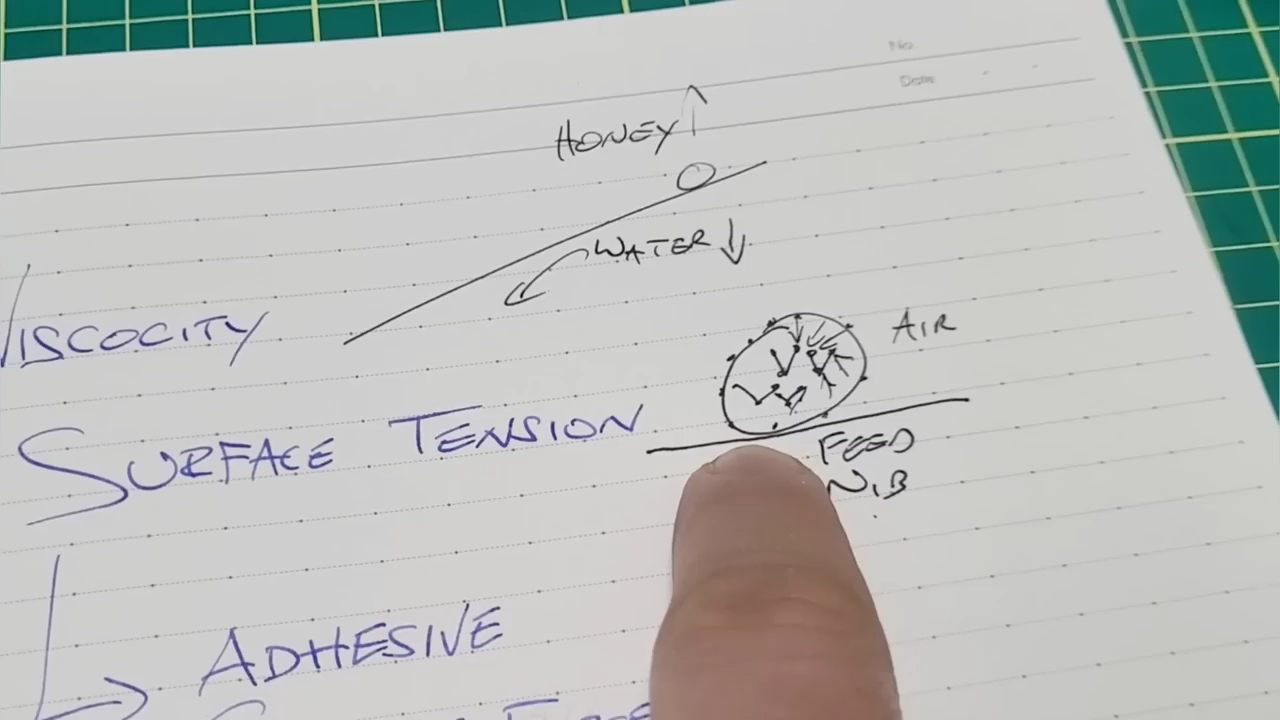 No.
Date
HONEY ↑
WATER ↓
VISCOCITY
AIR
SURFACE TENSION
FEED
NIB
ADHESIVE